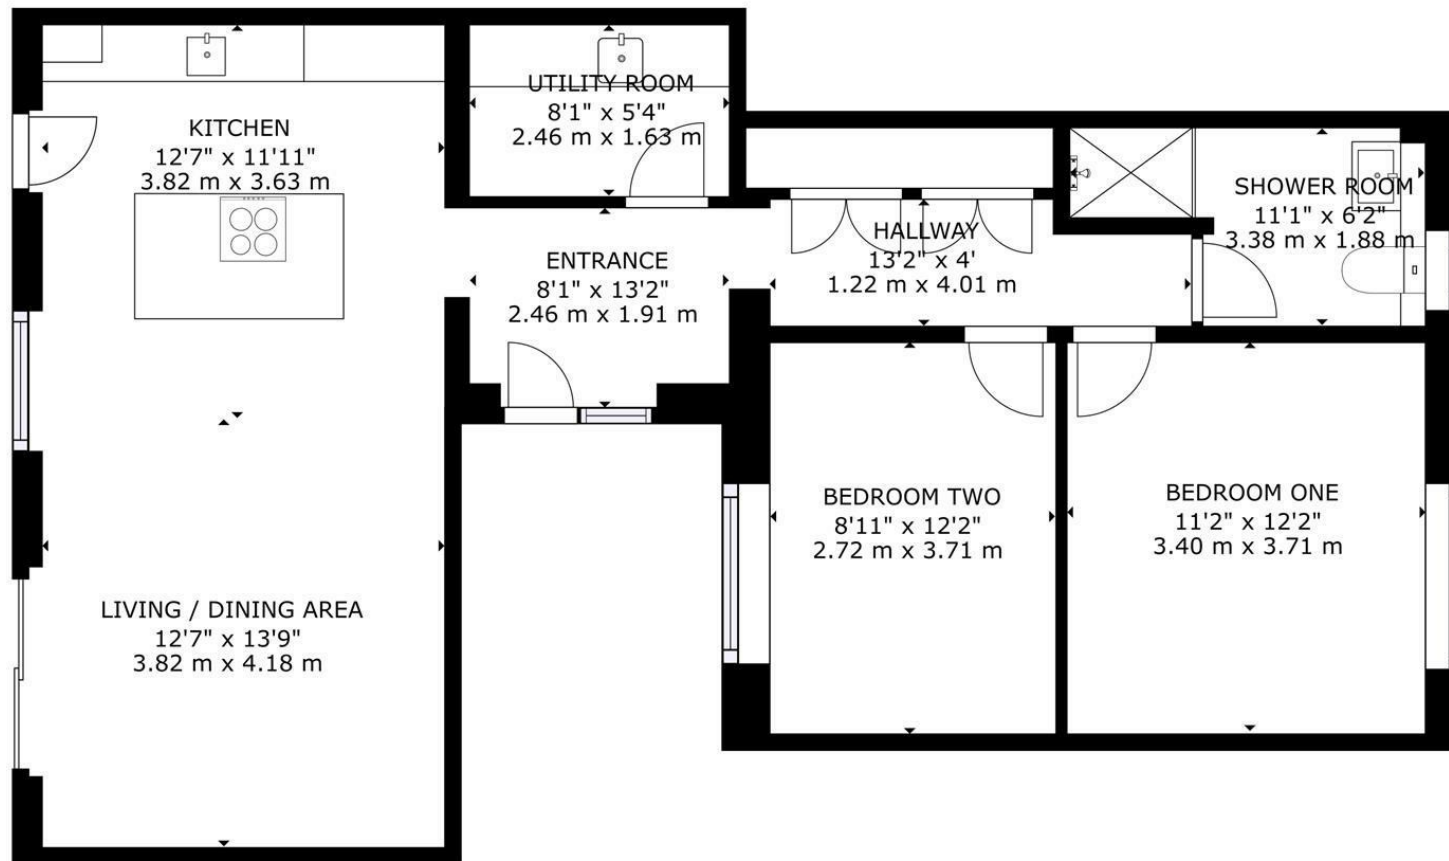 UTILITY ROOM
8'1" x 5'4"
2.46 m x 1.63 m
KITCHEN
12'7" x 11'11"
3.82 m x 3.63 m
SHOWER ROOM
11'1" x 6'2"
3.38 m x 1.88 m
HALLWAY
13'2" x 4'
1.22 m x 4.01 m
ENTRANCE
8'1" x 13'2"
2.46 m x 1.91 m
BEDROOM TWO
8'11" x 12'2"
2.72 m x 3.71 m
BEDROOM ONE
11'2" x 12'2"
3.40 m x 3.71 m
LIVING / DINING AREA
12'7" x 13'9"
3.82 m x 4.18 m